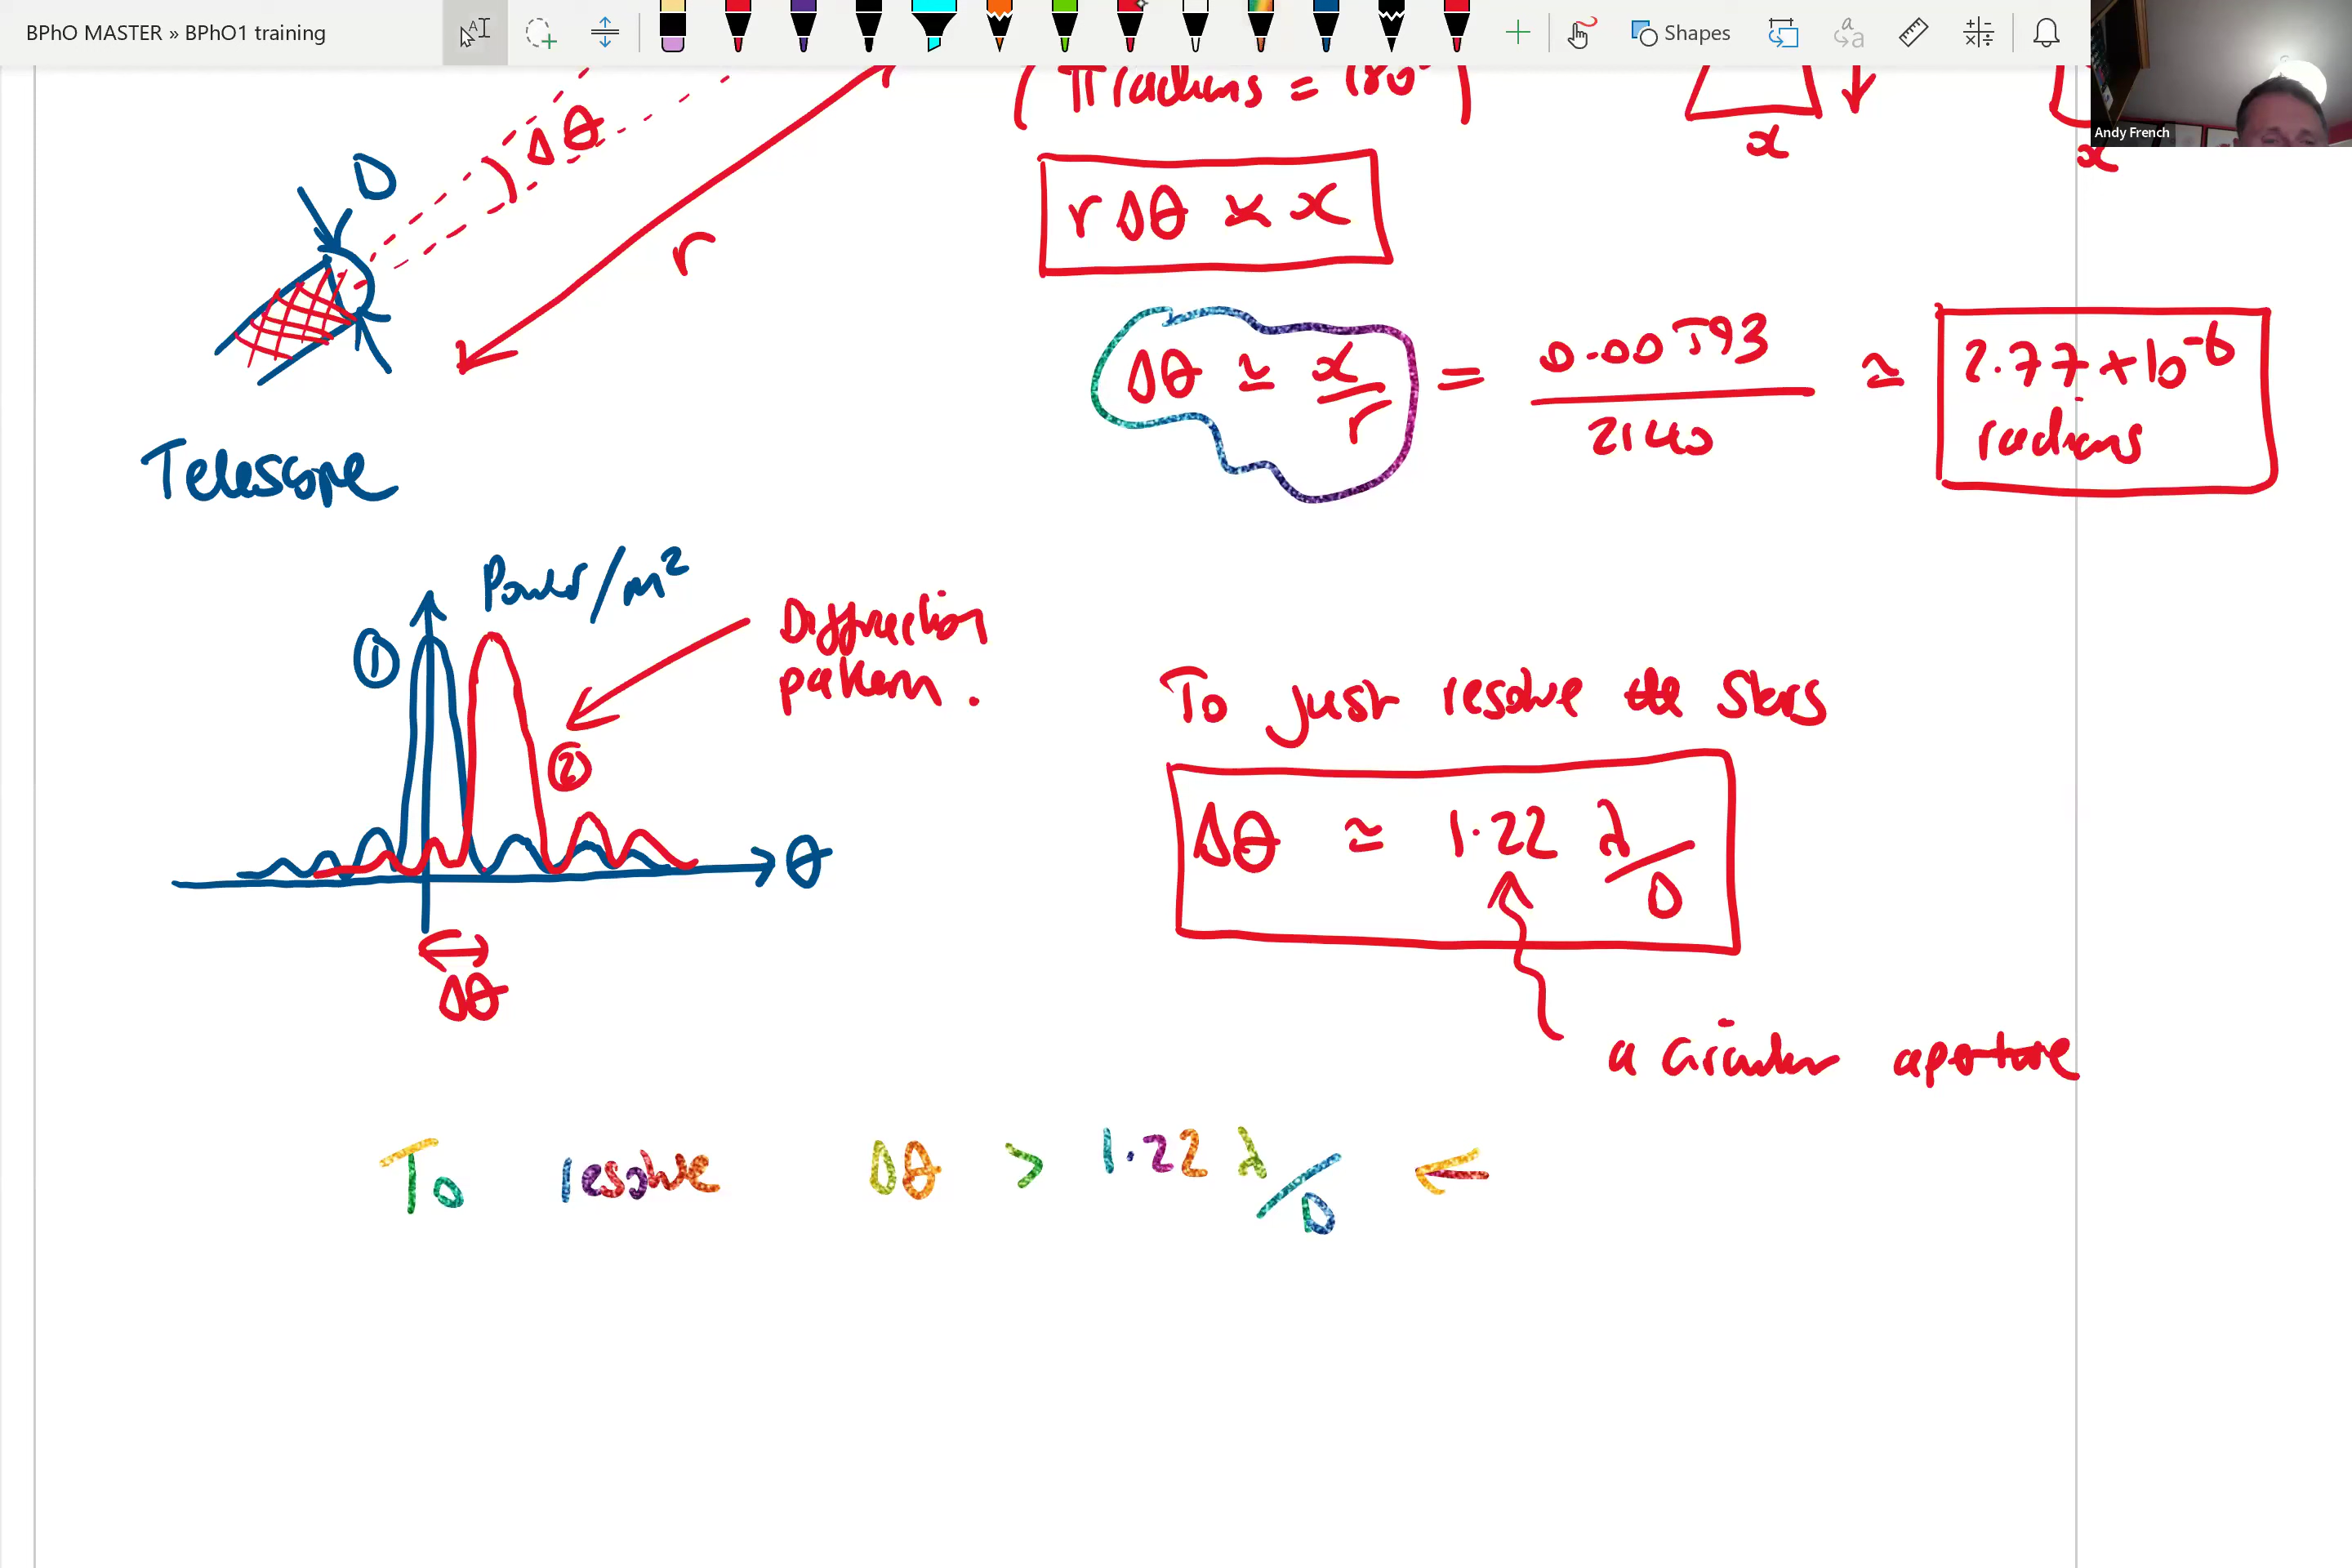 BPhO MASTER » BPhO1 training
Shapes
Andy French
(π radians = 180°)
x
x
Δθ
D
r
rΔθ ≃ x
Δθ ≃ x/r = 0.00593/2140 ≃ 2.77 × 10⁻⁶
radians
Telescope
Power/m²
①
Diffraction
pattern.
②
θ
Δθ
To just resolve the stars
Δθ ≃ 1.22 λ/D
a circular aperture
To resolve Δθ > 1.22 λ/D ←